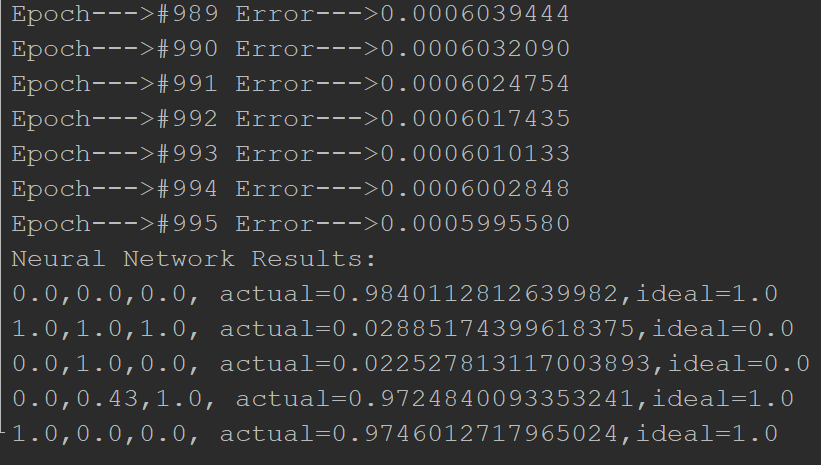 Epoch--->#989 Error--->0.0006039444
Epoch--->#990 Error--->0.0006032090
Epoch--->#991 Error--->0.0006024754
Epoch--->#992 Error--->0.0006017435
Epoch--->#993 Error--->0.0006010133
Epoch--->#994 Error--->0.0006002848
Epoch--->#995 Error--->0.0005995580
Neural Network Results:
0.0,0.0,0.0, actual=0.9840112812639982,ideal=1.0
1.0,1.0,1.0, actual=0.02885174399618375,ideal=0.0
0.0,1.0,0.0, actual=0.022527813117003893,ideal=0.0
0.0,0.43,1.0, actual=0.9724840093353241,ideal=1.0
1.0,0.0,0.0, actual=0.9746012717965024,ideal=1.0